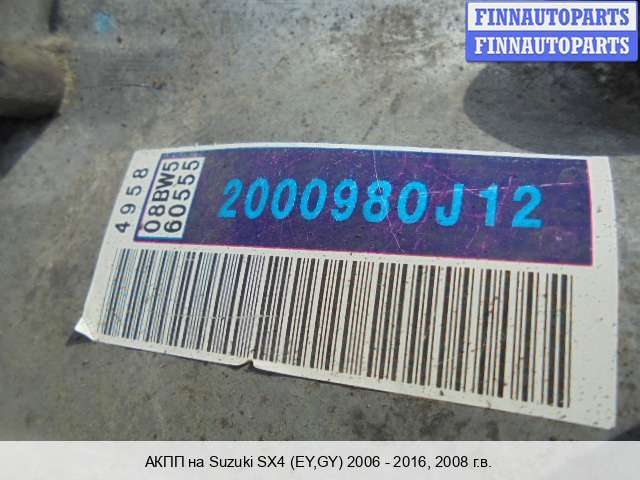 FINNAUTOPARTS
FINNAUTOPARTS
4958
08BW5
60555
2000980J12
АКПП на Suzuki SX4 (EY,GY) 2006 - 2016, 2008 г.в.